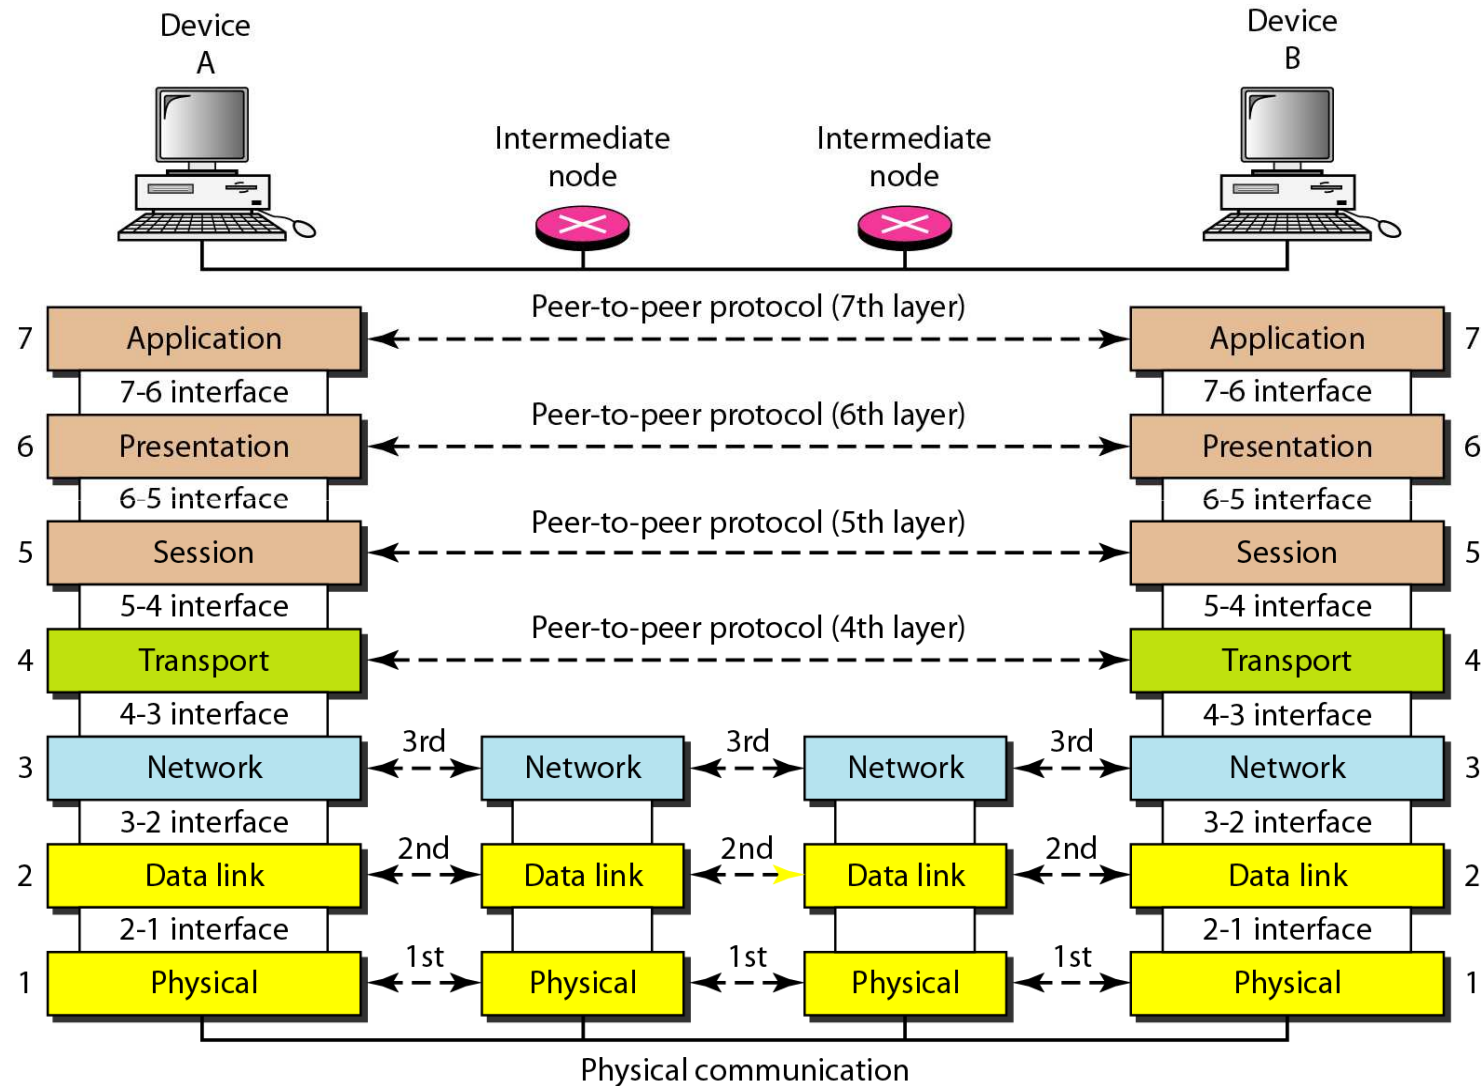 Device
A
Device
B
Intermediate
node
Intermediate
node
Peer-to-peer protocol (7th layer)
7 Application Application 7
7-6 interface 7-6 interface
Peer-to-peer protocol (6th layer)
6 Presentation Presentation 6
6-5 interface 6-5 interface
Peer-to-peer protocol (5th layer)
5 Session Session 5
5-4 interface 5-4 interface
Peer-to-peer protocol (4th layer)
4 Transport Transport 4
4-3 interface 4-3 interface
3rd 3rd 3rd
3 Network Network Network Network 3
3-2 interface 3-2 interface
2nd 2nd 2nd
2 Data link Data link Data link Data link 2
2-1 interface 2-1 interface
1st 1st 1st
1 Physical Physical Physical Physical 1
Physical communication